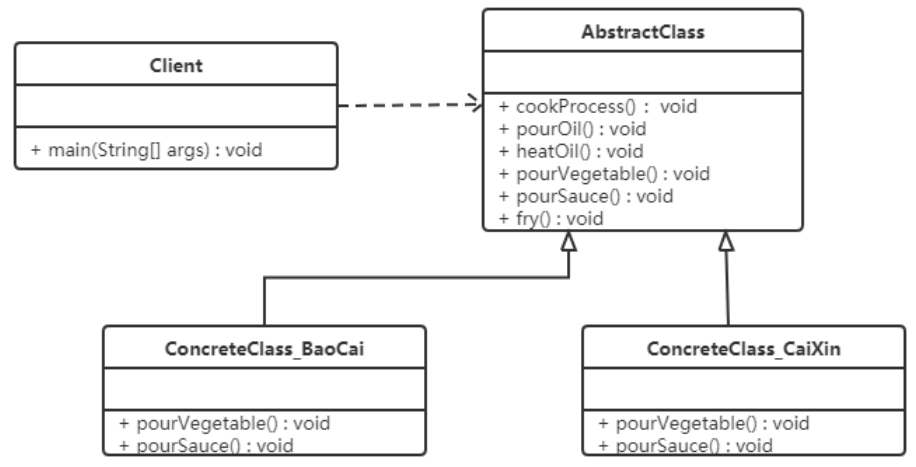 Client
+ main(String[] args) : void
AbstractClass
+ cookProcess() : void
+ pourOil() : void
+ heatOil() : void
+ pourVegetable() : void
+ pourSauce() : void
+ fry() : void
ConcreteClass_BaoCai
+ pourVegetable() : void
+ pourSauce() : void
ConcreteClass_CaiXin
+ pourVegetable() : void
+ pourSauce() : void